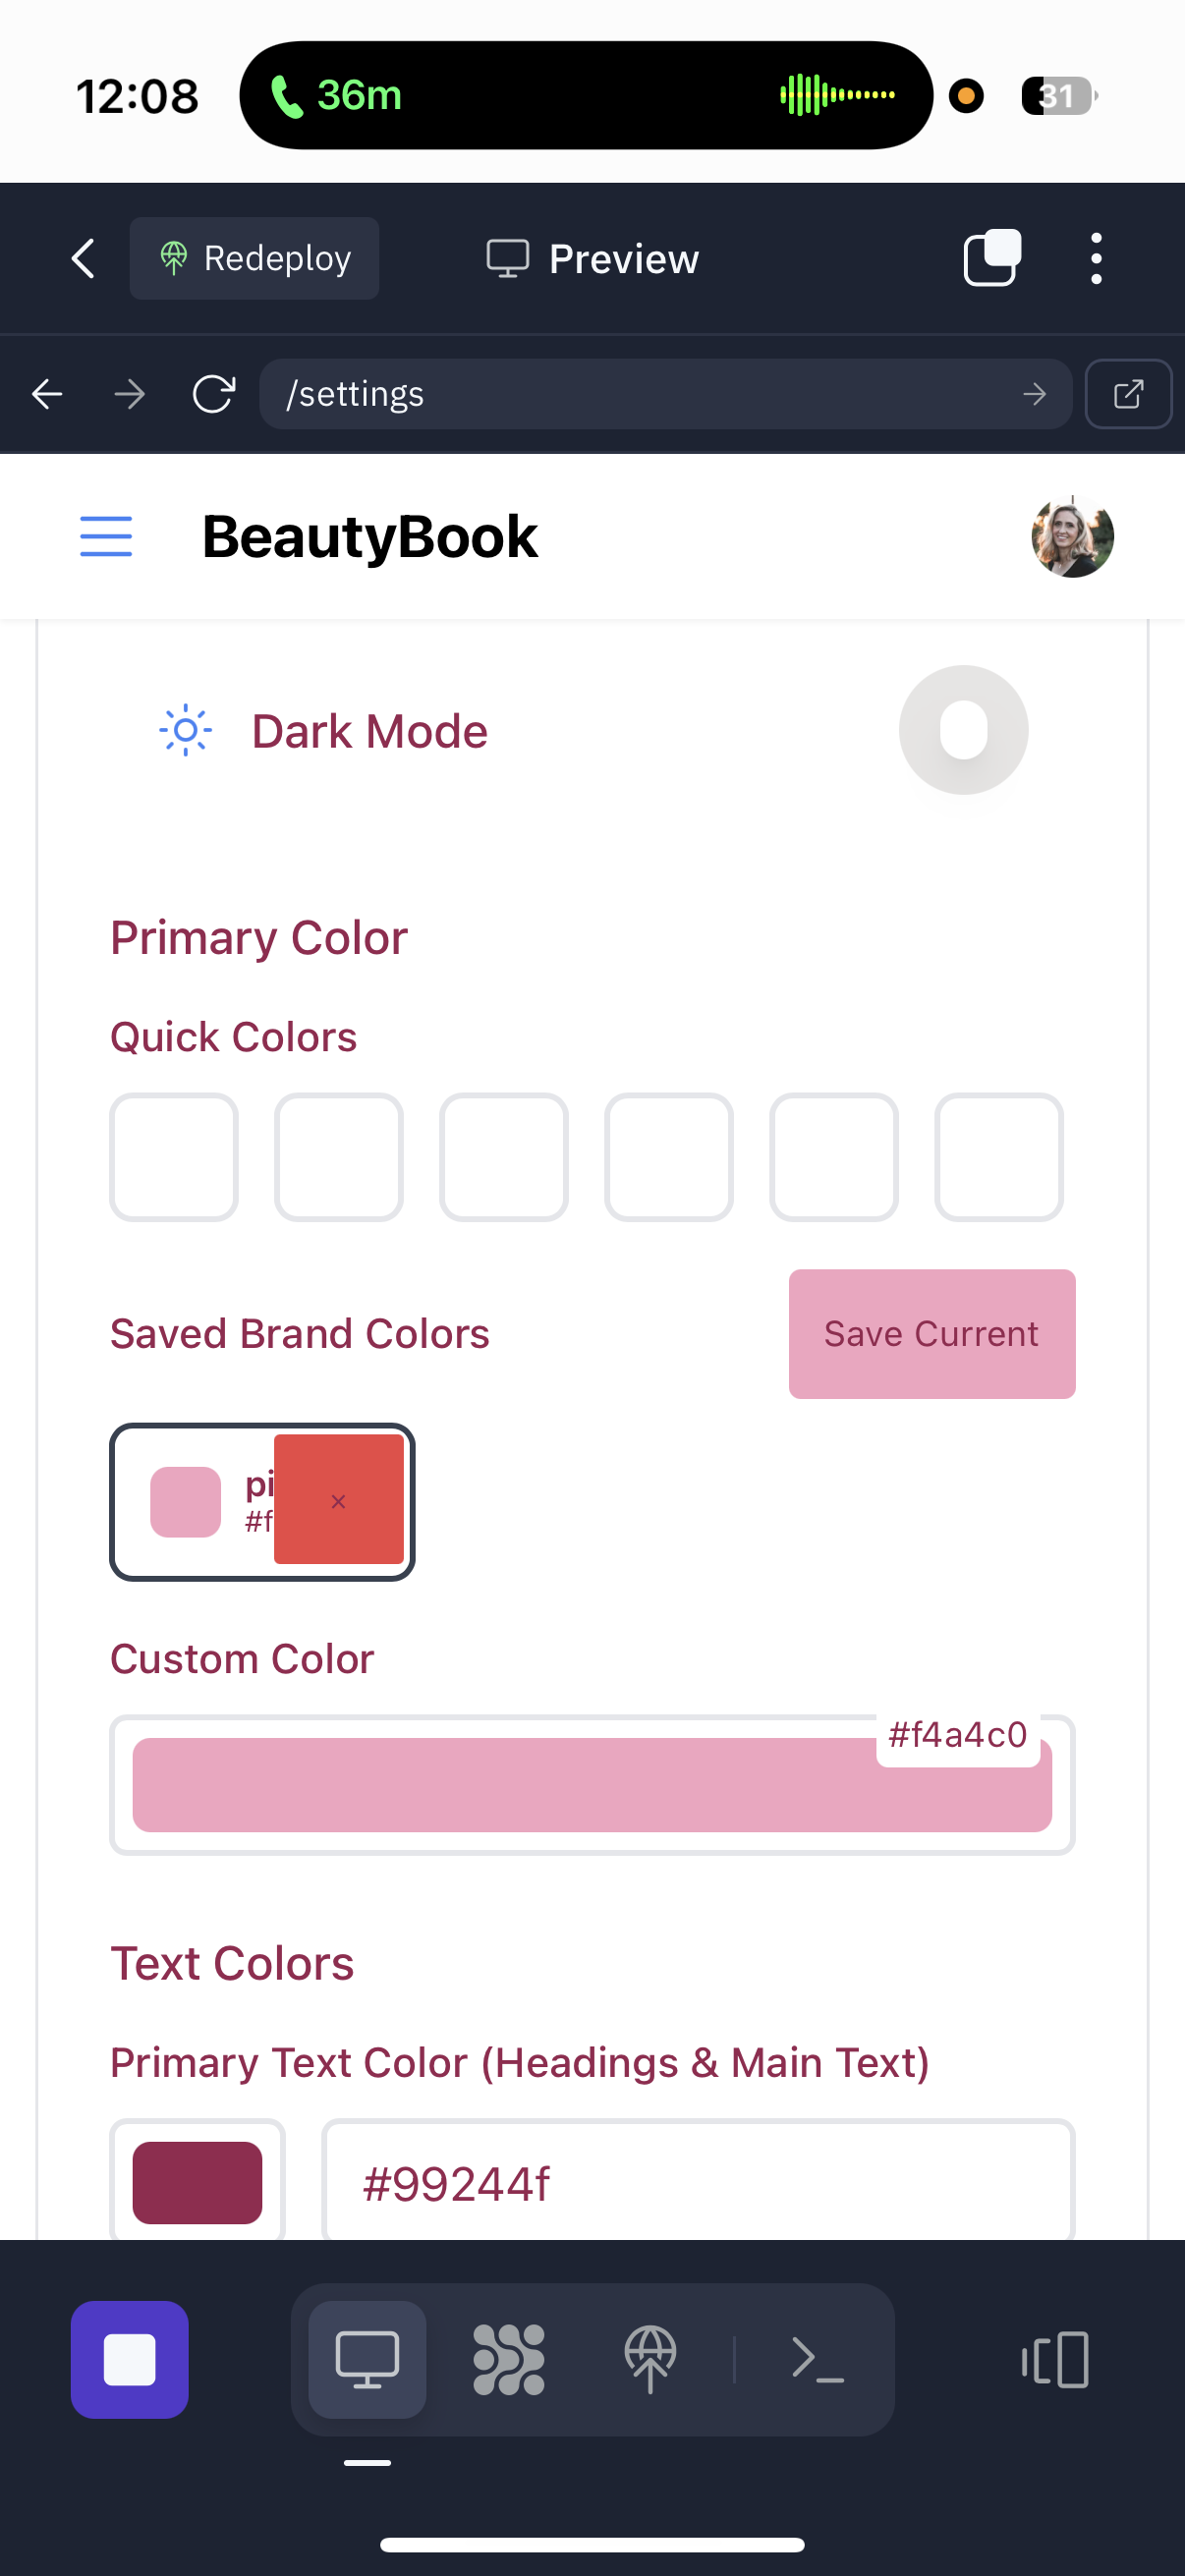 12:08
36m
31
Redeploy
Preview
/settings
BeautyBook
Dark Mode
Primary Color
Quick Colors
Saved Brand Colors
Save Current
pi
#f
×
Custom Color
#f4a4c0
Text Colors
Primary Text Color (Headings & Main Text)
#99244f